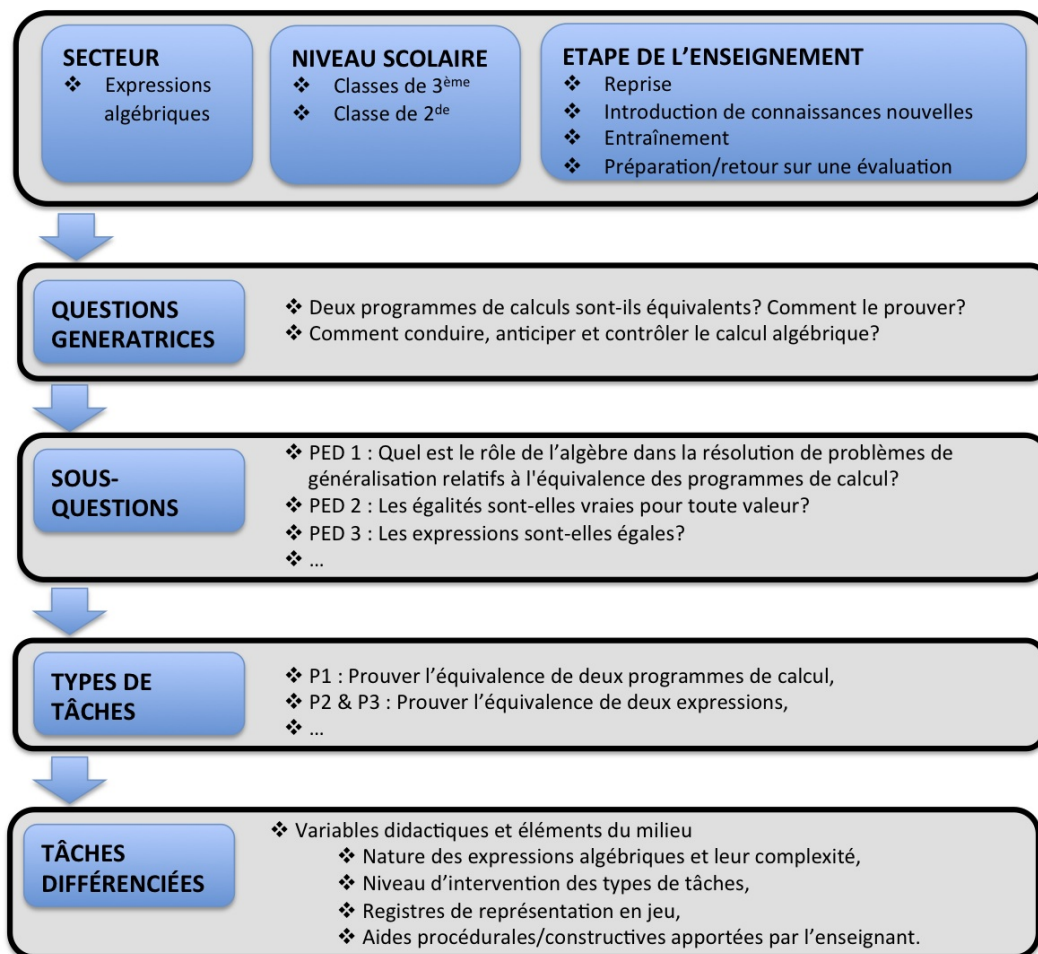 SECTEUR
❖ Expressions
algébriques
NIVEAU SCOLAIRE
❖ Classes de 3ème
❖ Classe de 2de
ETAPE DE L’ENSEIGNEMENT
❖ Reprise
❖ Introduction de connaissances nouvelles
❖ Entraînement
❖ Préparation/retour sur une évaluation
QUESTIONS
GENERATRICES
❖ Deux programmes de calculs sont-ils équivalents? Comment le prouver?
❖ Comment conduire, anticiper et contrôler le calcul algébrique?
SOUS-
QUESTIONS
❖ PED 1 : Quel est le rôle de l’algèbre dans la résolution de problèmes de
généralisation relatifs à l'équivalence des programmes de calcul?
❖ PED 2 : Les égalités sont-elles vraies pour toute valeur?
❖ PED 3 : Les expressions sont-elles égales?
❖ ...
TYPES DE
TÂCHES
❖ P1 : Prouver l’équivalence de deux programmes de calcul,
❖ P2 & P3 : Prouver l’équivalence de deux expressions,
❖ ...
TÂCHES
DIFFÉRENCIÉES
❖ Variables didactiques et éléments du milieu
❖ Nature des expressions algébriques et leur complexité,
❖ Niveau d’intervention des types de tâches,
❖ Registres de représentation en jeu,
❖ Aides procédurales/constructives apportées par l’enseignant.